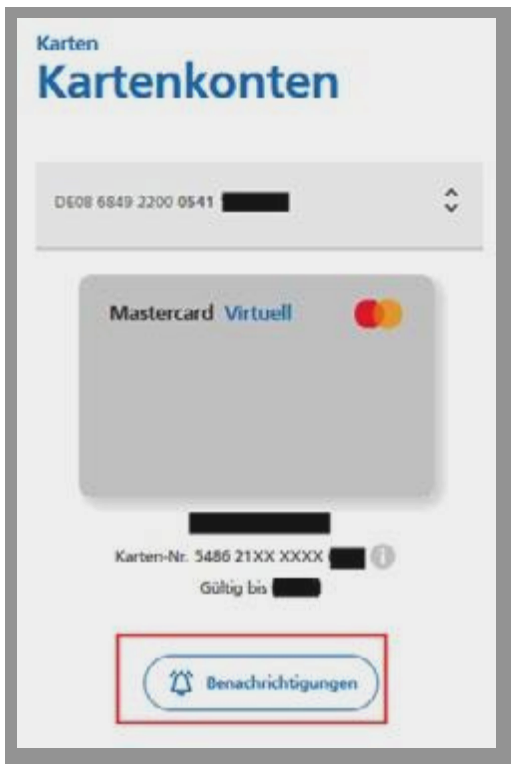 Karten
Kartenkonten
DE08 6849 2200 0541
Mastercard Virtuell
Karten-Nr. 5486 21XX XXXX
Gültig bis
Benachrichtigungen